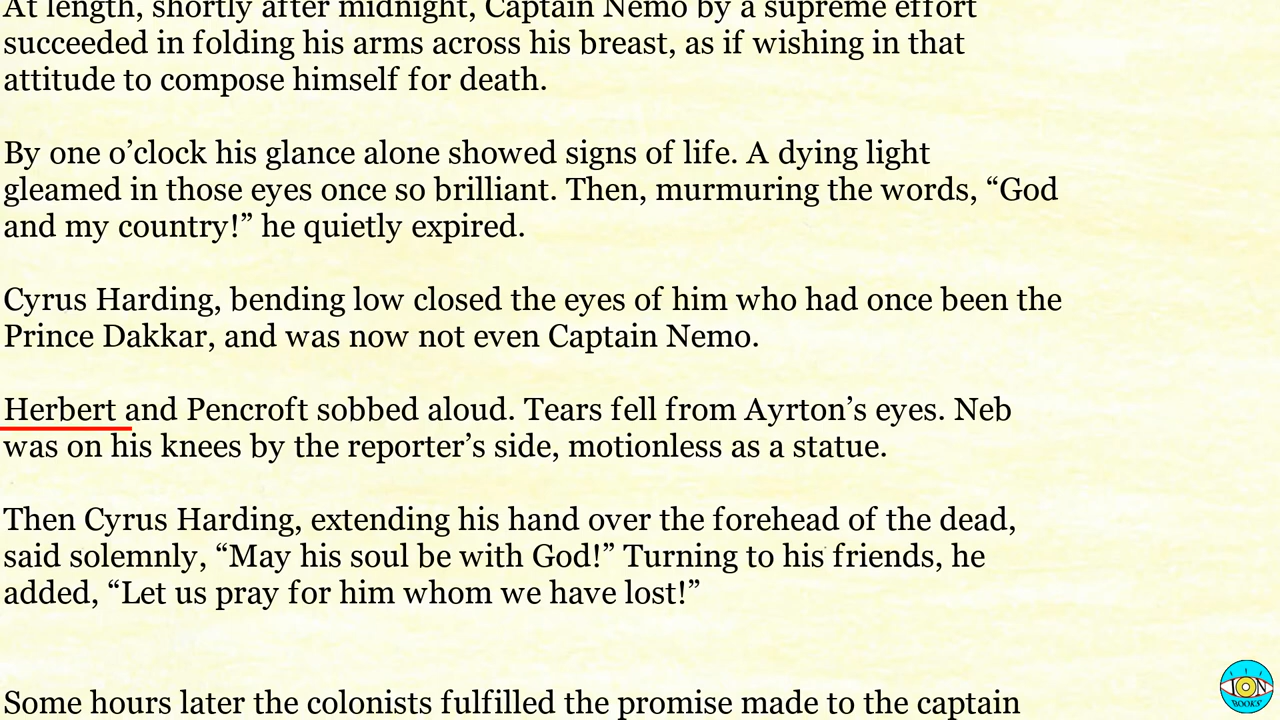 At length, shortly after midnight, Captain Nemo by a supreme effort
succeeded in folding his arms across his breast, as if wishing in that
attitude to compose himself for death.
By one o’clock his glance alone showed signs of life. A dying light
gleamed in those eyes once so brilliant. Then, murmuring the words, “God
and my country!” he quietly expired.
Cyrus Harding, bending low closed the eyes of him who had once been the
Prince Dakkar, and was now not even Captain Nemo.
Herbert and Pencroft sobbed aloud. Tears fell from Ayrton’s eyes. Neb
was on his knees by the reporter’s side, motionless as a statue.
Then Cyrus Harding, extending his hand over the forehead of the dead,
said solemnly, “May his soul be with God!” Turning to his friends, he
added, “Let us pray for him whom we have lost!”
Some hours later the colonists fulfilled the promise made to the captain
ION
BOOKS